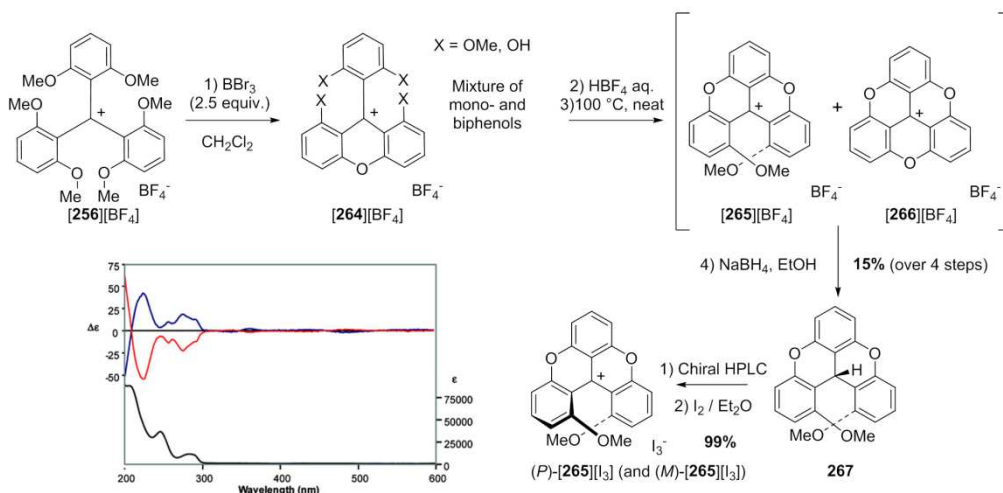 OMe
OMe
MeO
MeO
OMe
+
O
Me
O
Me
BF4-
[256][BF4]
1) BBr3
(2.5 equiv.)
CH2Cl2
X
X
X
X
+
O
BF4-
[264][BF4]
X = OMe, OH
Mixture of
mono- and
biphenols
2) HBF4 aq.
3)100 °C, neat
O
O
+
MeO
OMe
BF4-
[265][BF4]
+
O
O
+
O
BF4-
[266][BF4]
4) NaBH4, EtOH
15% (over 4 steps)
75
50
25
0
-25
-50
Δε
ε
75000
50000
25000
0
200 300 400 500 600
Wavelength (nm)
O
O
+
MeO
OMe
I3-
(P)-[265][I3] (and (M)-[265][I3])
1) Chiral HPLC
2) I2 / Et2O
99%
O
O
H
MeO
OMe
267